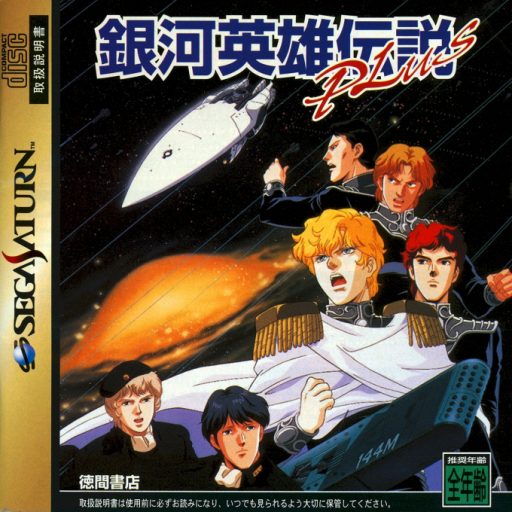 COMPACT
disc
取扱説明書
SEGA SATURN™
銀河英雄伝説
PLUS
144M
徳間書店
推奨年齢
全年齢
取扱説明書は使用前に必ずお読みになり、いつでも見られるよう大切に保管してください。